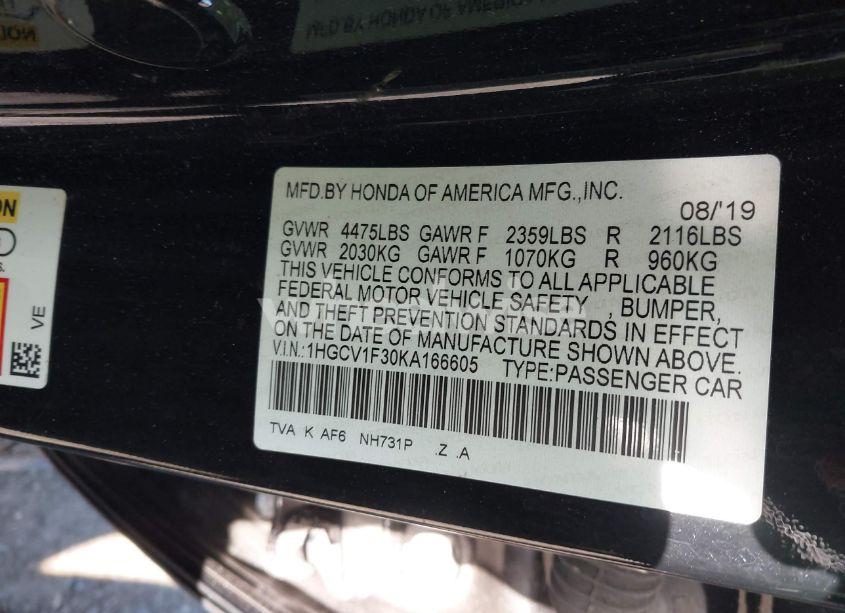 MFD.BY HONDA OF AMERICA MFG.,INC.
08/'19
GVWR 4475LBS GAWR F 2359LBS R 2116LBS
GVWR 2030KG GAWR F 1070KG R 960KG
THIS VEHICLE CONFORMS TO ALL APPLICABLE
FEDERAL MOTOR VEHICLE SAFETY , BUMPER,
AND THEFT PREVENTION STANDARDS IN EFFECT
ON THE DATE OF MANUFACTURE SHOWN ABOVE.
V.I.N.:1HGCV1F30KA166605 TYPE:PASSENGER CAR
TVA K AF6 NH731P .Z .A
VE